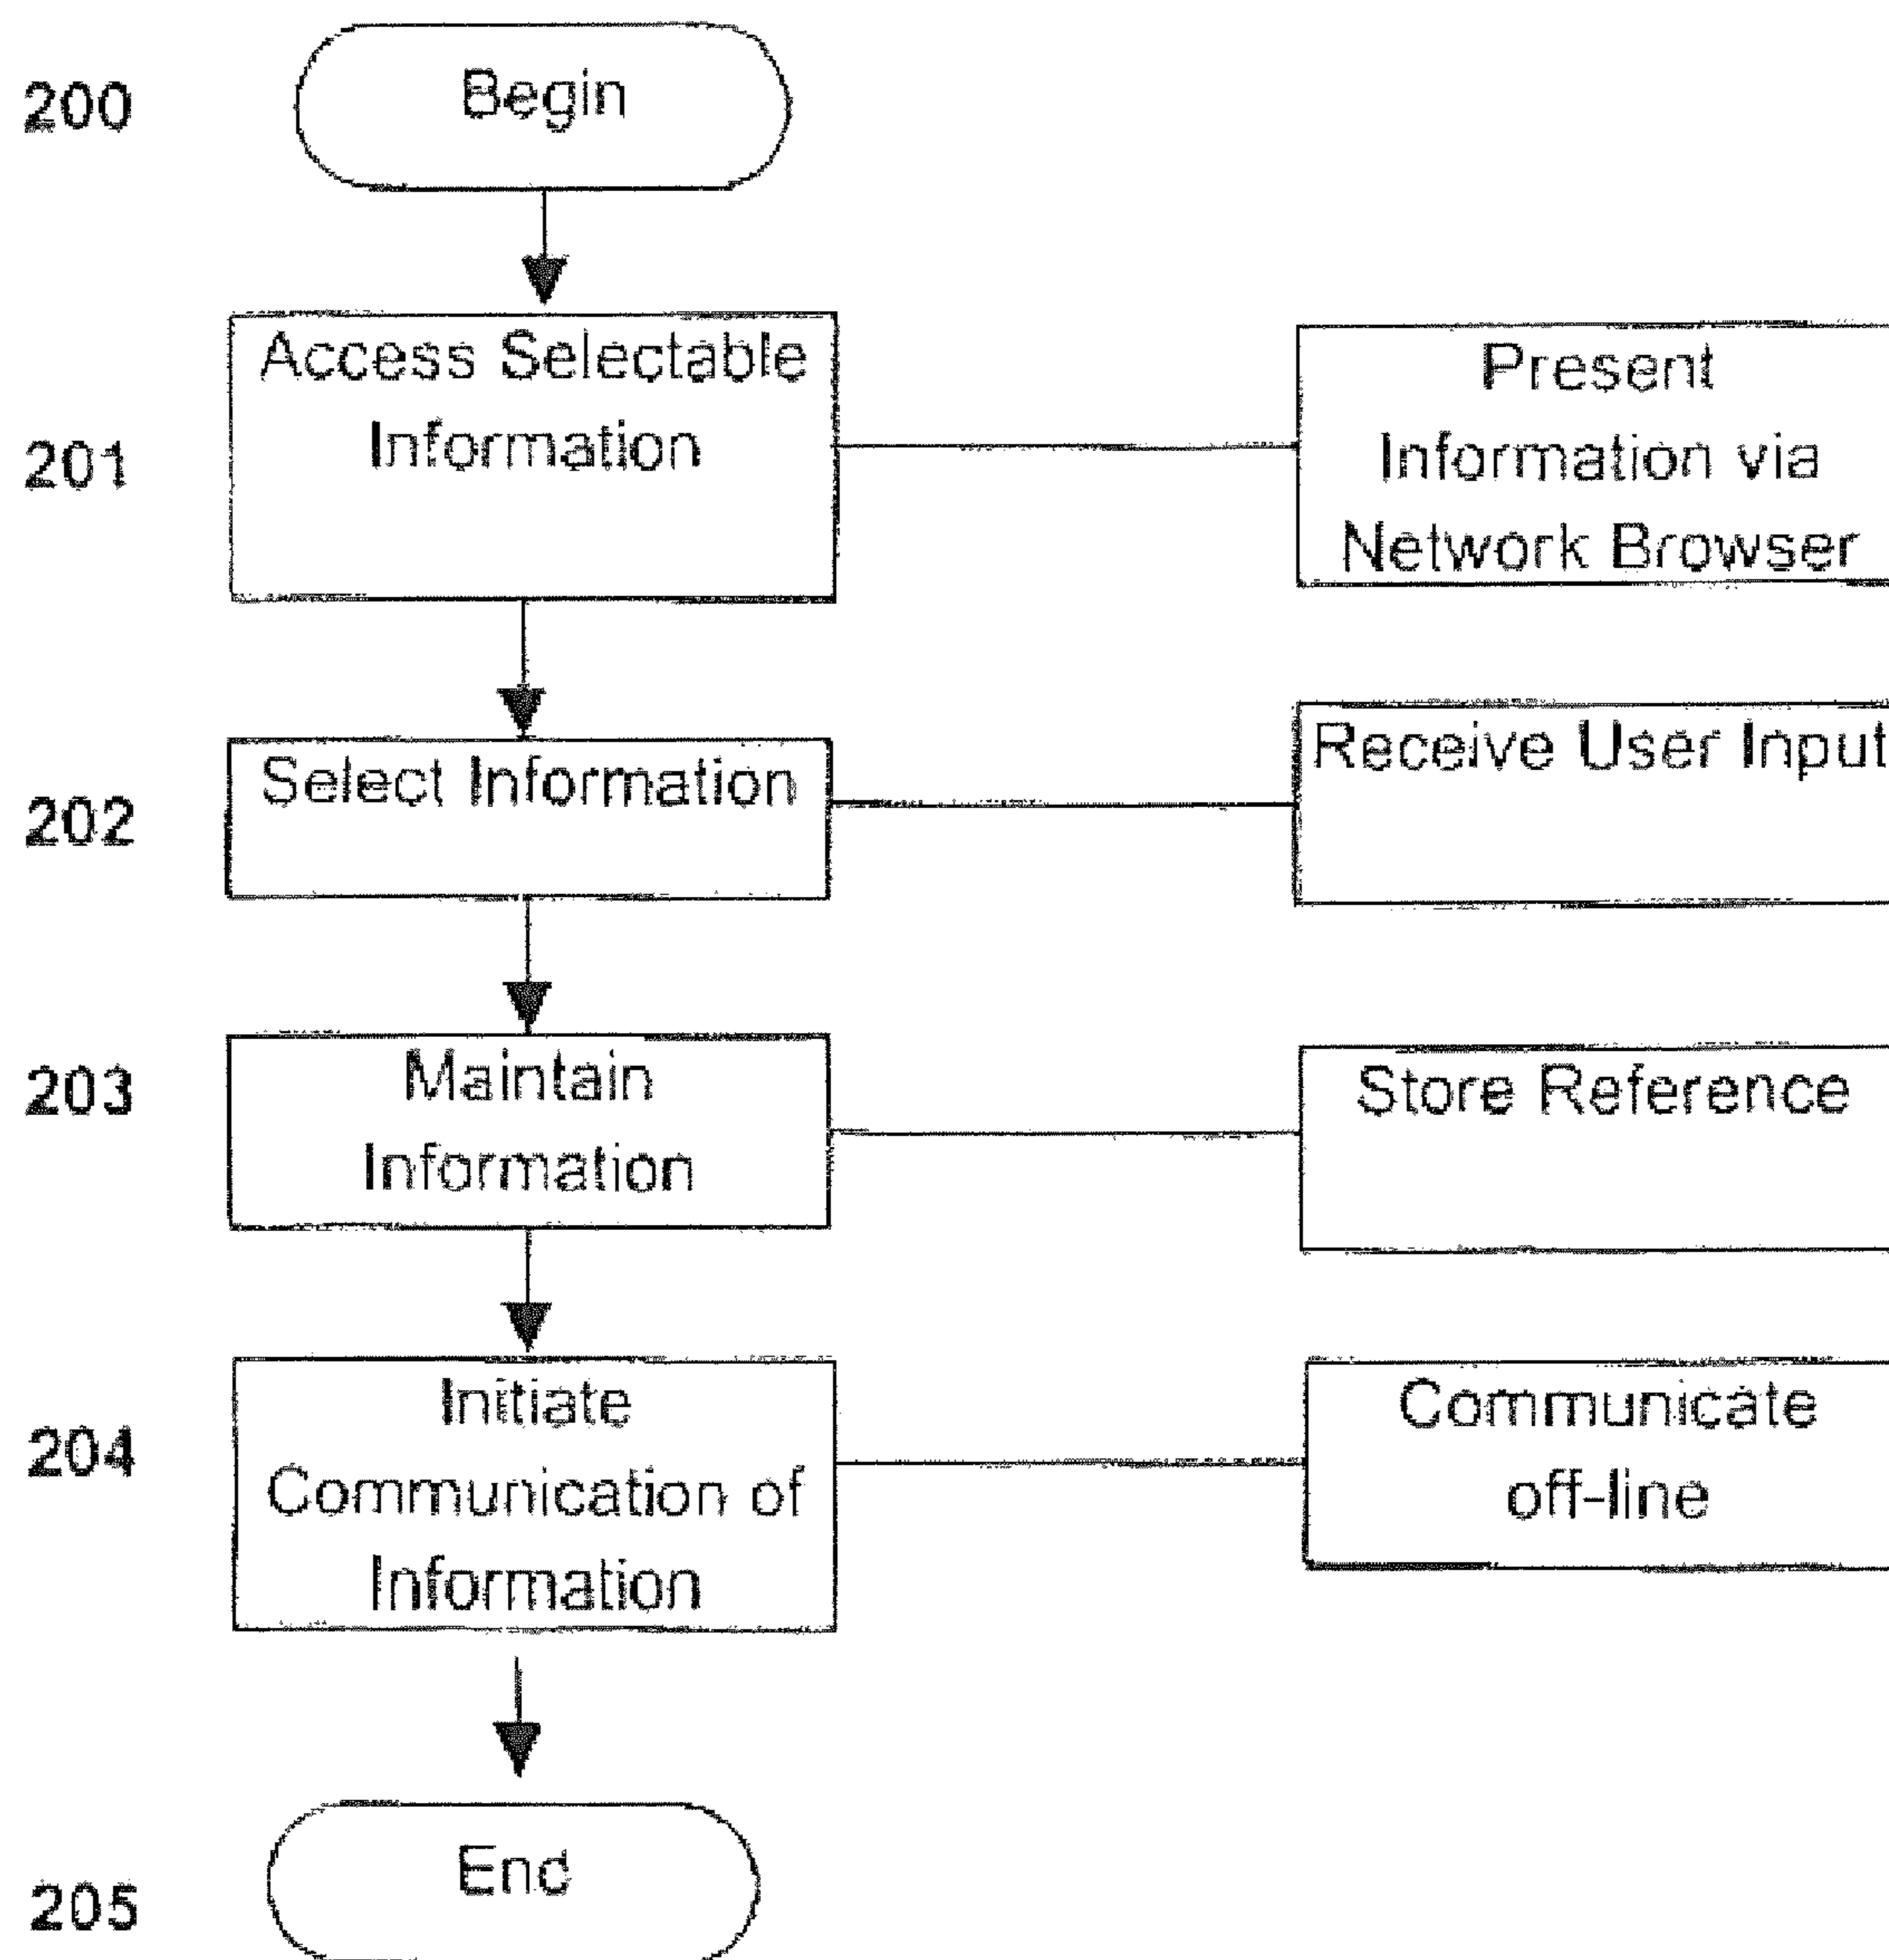 200
Begin
201
Access Selectable
Information
Present
Information via
Network Browser
202
Select Information
Receive User Input
203
Maintain
Information
Store Reference
204
Initiate
Communication of
Information
Communicate
off-line
205
End